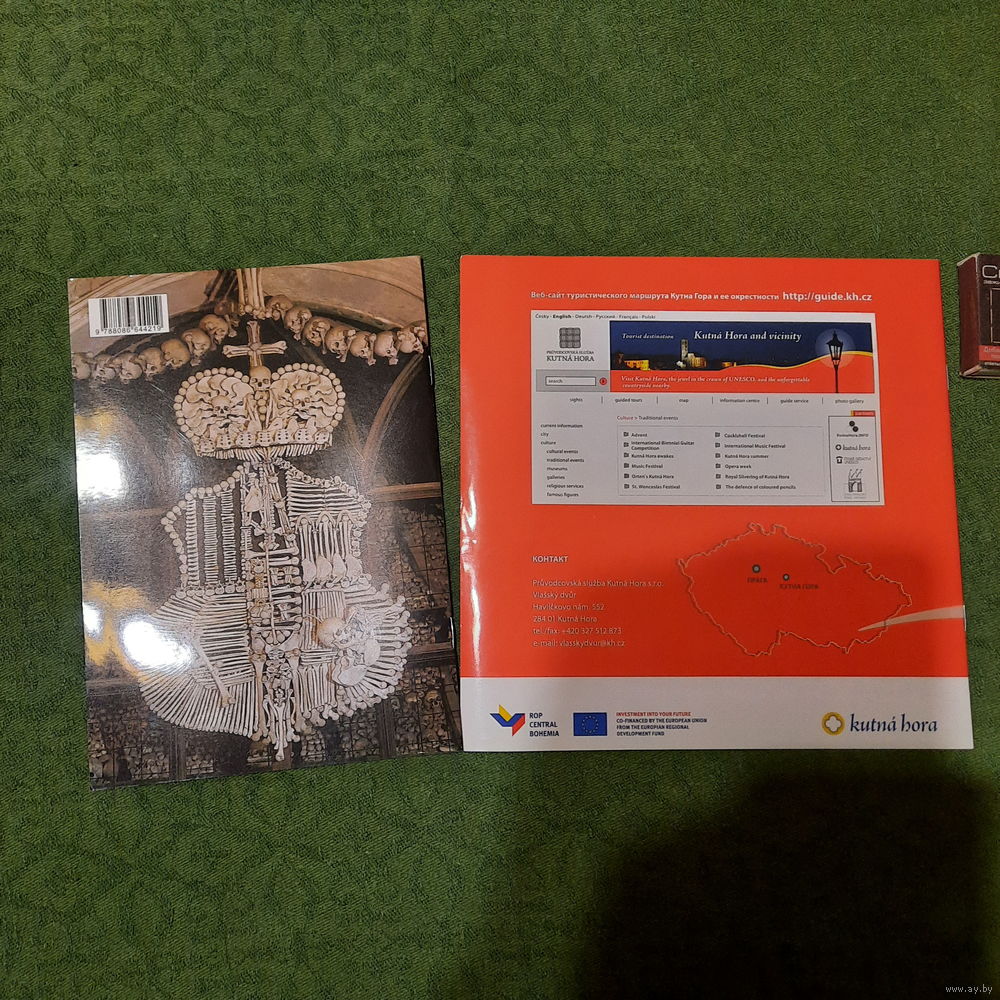 9 788086 644219
Веб-сайт туристического маршрута Кутна Гора и ее окрестности http://guide.kh.cz
Česky - English - Deutsch - Русский - Français - Polski
PRŮVODCOVSKÁ SLUŽBA
KUTNÁ HORA
Tourist destination
Kutná Hora and vicinity
search
Visit Kutná Hora, the jewel in the crown of UNESCO, and the unforgettable
countryside nearby.
sights
guided tours
map
information centre
guide service
photo-gallery
current information
city
culture
cultural events
traditional events
museums
galleries
religious services
famous figures
Culture > Traditional events
Advent
International Biennial Guitar
Competition
Kutná Hora awakes
Music Festival
Orten's Kutná Hora
St. Wenceslas Festival
International Music Festival
Kutná Hora summer
Opera week
Royal Silvering of Kutná Hora
The defence of coloured pencils
kutná hora
КОНТАКТ
Průvodcovská služba Kutná Hora s.r.o.
Vlašský dvůr
Havlíčkovo nám. 552
284 01 Kutná Hora
tel./fax: +420 327 512 873
e-mail: vlasskydvur@kh.cz
ПРАГА
КУТНА ГОРА
ROP
CENTRAL
BOHEMIA
INVESTMENT INTO YOUR FUTURE
CO-FINANCED BY THE EUROPEAN UNION
FROM THE EUROPIAN REGIONAL
DEVELOPMENT FUND
kutná hora
www.ay.by